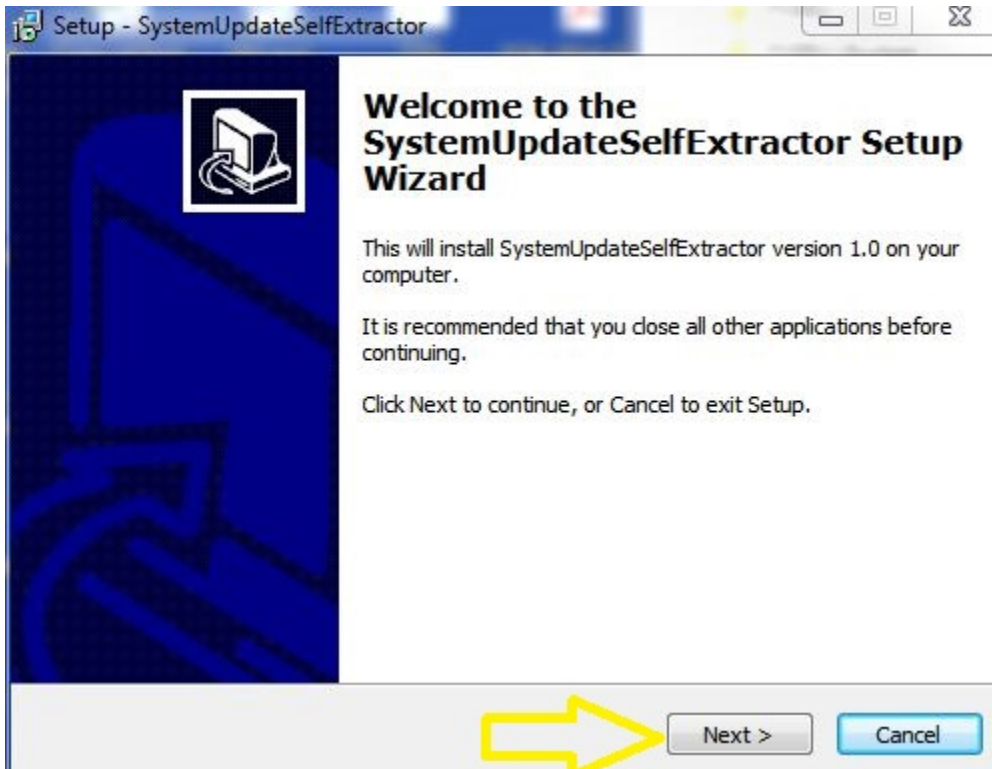 Setup - SystemUpdateSelfExtractor
Welcome to the
SystemUpdateSelfExtractor Setup
Wizard
This will install SystemUpdateSelfExtractor version 1.0 on your
computer.
It is recommended that you close all other applications before
continuing.
Click Next to continue, or Cancel to exit Setup.
Next >
Cancel